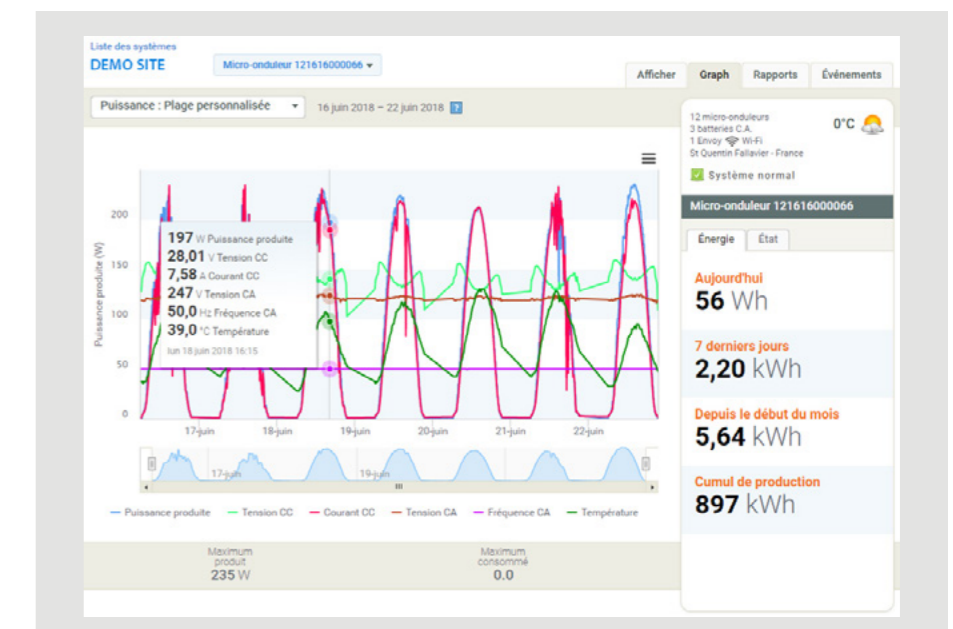 Liste des systèmes
DEMO SITE
Micro-onduleur 121616000066
Afficher
Graph
Rapports
Événements
Puissance : Plage personnalisée
16 juin 2018 – 22 juin 2018 ?
12 micro-onduleurs
3 batteries C.A.
1 Envoy Wi-Fi
St Quentin Fallavier - France
0°C
Système normal
Micro-onduleur 121616000066
Énergie
État
Aujourd'hui
56 Wh
7 derniers jours
2,20 kWh
Depuis le début du mois
5,64 kWh
Cumul de production
897 kWh
Puissance produite (W)
200
150
100
50
0
197 W Puissance produite
28,01 V Tension CC
7,58 A Courant CC
247 V Tension CA
50,0 Hz Fréquence CA
39,0 °C Température
lun 18 juin 2018 16:15
17-juin
18-juin
19-juin
20-juin
21-juin
22-juin
17-juin
19-juin
Puissance produite
Tension CC
Courant CC
Tension CA
Fréquence CA
Température
Maximum
produit
235 W
Maximum
consommé
0.0